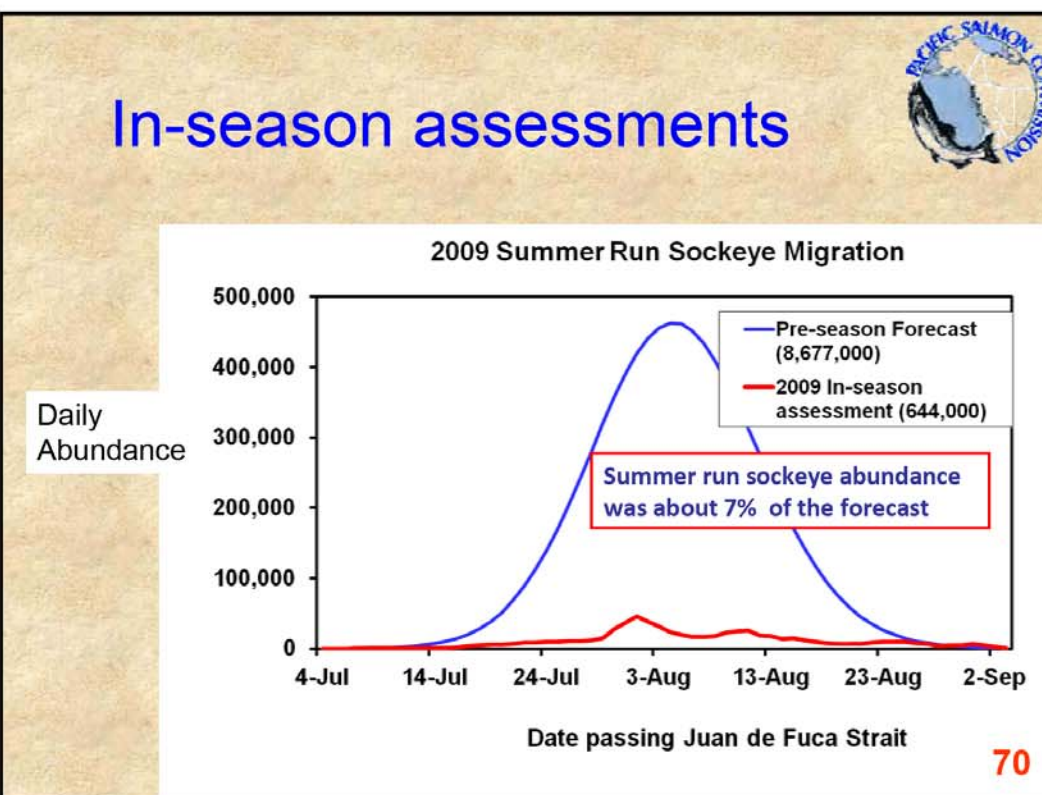 In-season assessments
PACIFIC SALMON
2009 Summer Run Sockeye Migration
500,000
400,000
300,000
200,000
100,000
0
Daily
Abundance
Pre-season Forecast
(8,677,000)
2009 In-season
assessment (644,000)
Summer run sockeye abundance
was about 7% of the forecast
4-Jul 14-Jul 24-Jul 3-Aug 13-Aug 23-Aug 2-Sep
Date passing Juan de Fuca Strait
70